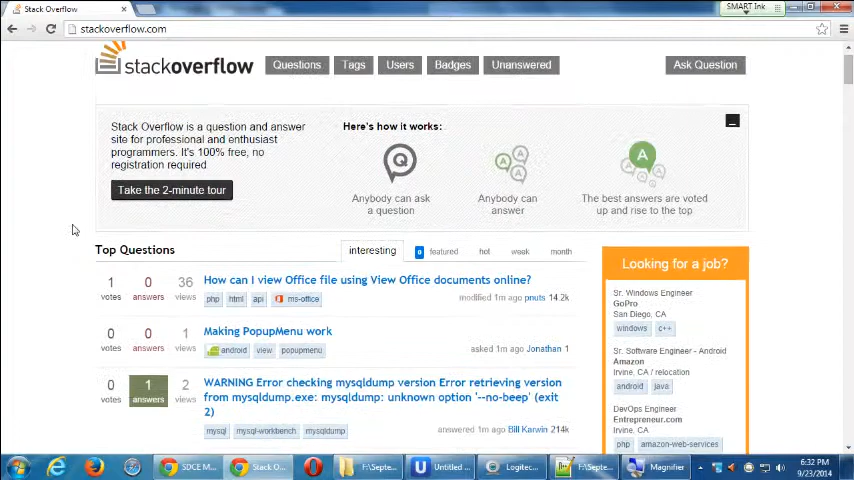 Stack Overflow
SMART Ink
stackoverflow.com
stackoverflow
Questions
Tags
Users
Badges
Unanswered
Ask Question
Stack Overflow is a question and answer
site for professional and enthusiast
programmers. It's 100% free, no
registration required
Take the 2-minute tour
Here's how it works:
Q
Anybody can ask
a question
A
A
A
Anybody can
answer
A
A
A
A
The best answers are voted
up and rise to the top
Top Questions
interesting
featured
hot
week
month
1
votes
0
answers
36
views
How can I view Office file using View Office documents online?
php
html
api
ms-office
modified 1m ago pnuts 14.2k
0
votes
0
answers
1
views
Making PopupMenu work
android
view
popupmenu
asked 1m ago Jonathan 1
0
votes
1
answers
2
views
WARNING Error checking mysqldump version Error retrieving version
from mysqldump.exe: mysqldump: unknown option '--no-beep' (exit
2)
mysql
mysql-workbench
mysqldump
answered 1m ago Bill Karwin 214k
Looking for a job?
Sr. Windows Engineer
GoPro
San Diego, CA
windows
c++
Sr. Software Engineer - Android
Amazon
Irvine, CA / relocation
android
java
DevOps Engineer
Entrepreneur.com
Irvine, CA
php
amazon-web-services
SDCE M...
Stack O...
F:\Septe...
Untitled ...
Logitec...
F:\Septe...
Magnifier
6:32 PM
9/23/2014